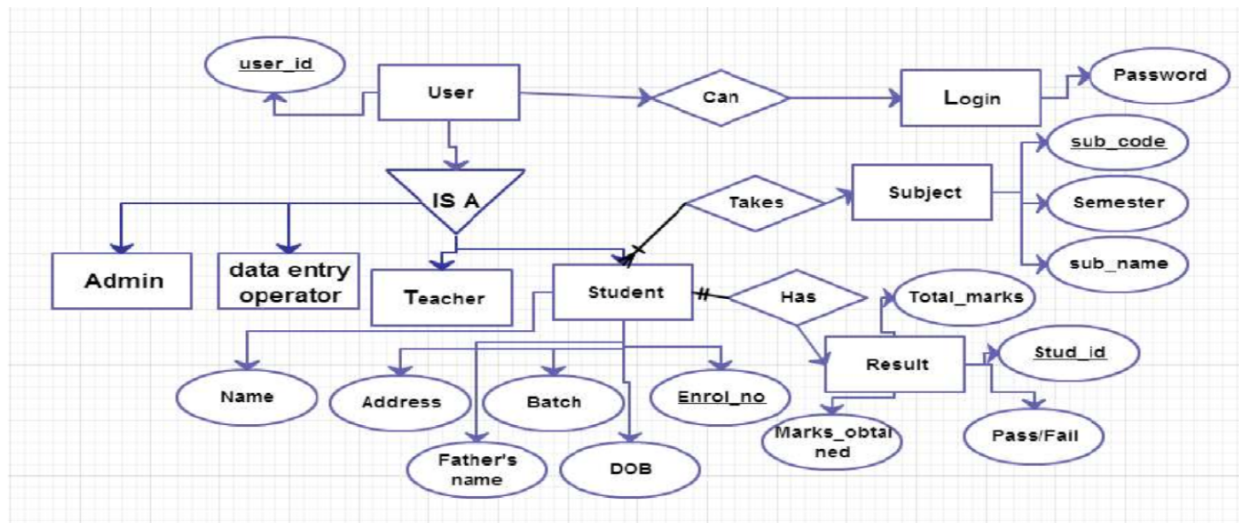 user_id
User
Can
Login
Password
sub_code
IS A
Takes
Subject
Semester
sub_name
Admin
data entry
operator
Teacher
Student
Has
Total_marks
Result
Stud_id
Name
Address
Batch
Enrol_no
Marks_obtai
ned
Pass/Fail
Father's
name
DOB